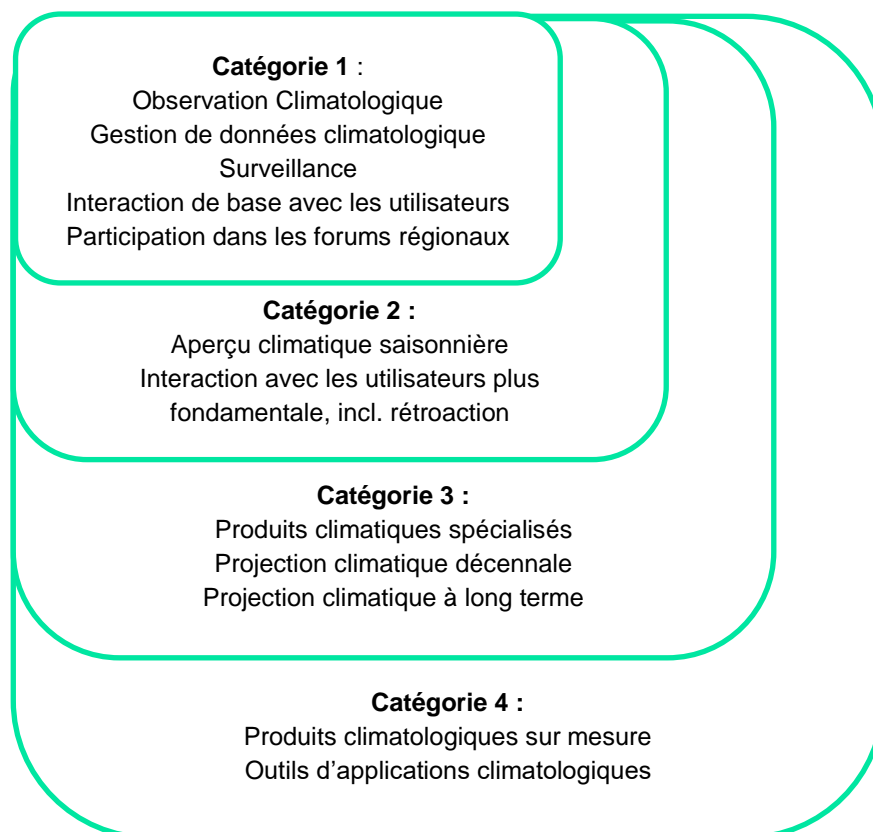 Catégorie 1 :
Observation Climatologique
Gestion de données climatologique
Surveillance
Interaction de base avec les utilisateurs
Participation dans les forums régionaux
Catégorie 2 :
Aperçu climatique saisonnière
Interaction avec les utilisateurs plus
fondamentale, incl. rétroaction
Catégorie 3 :
Produits climatiques spécialisés
Projection climatique décennale
Projection climatique à long terme
Catégorie 4 :
Produits climatologiques sur mesure
Outils d’applications climatologiques